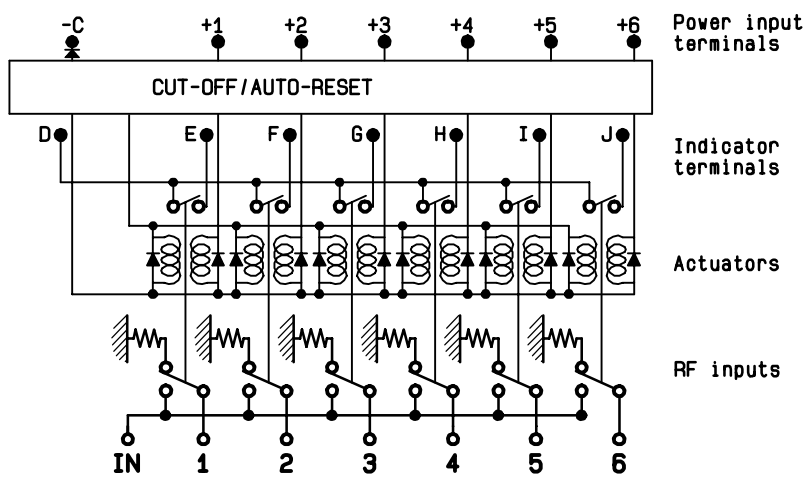 -C +1 +2 +3 +4 +5 +6 Power input
terminals
CUT-OFF/AUTO-RESET
D E F G H I J Indicator
terminals
Actuators
RF inputs
IN 1 2 3 4 5 6